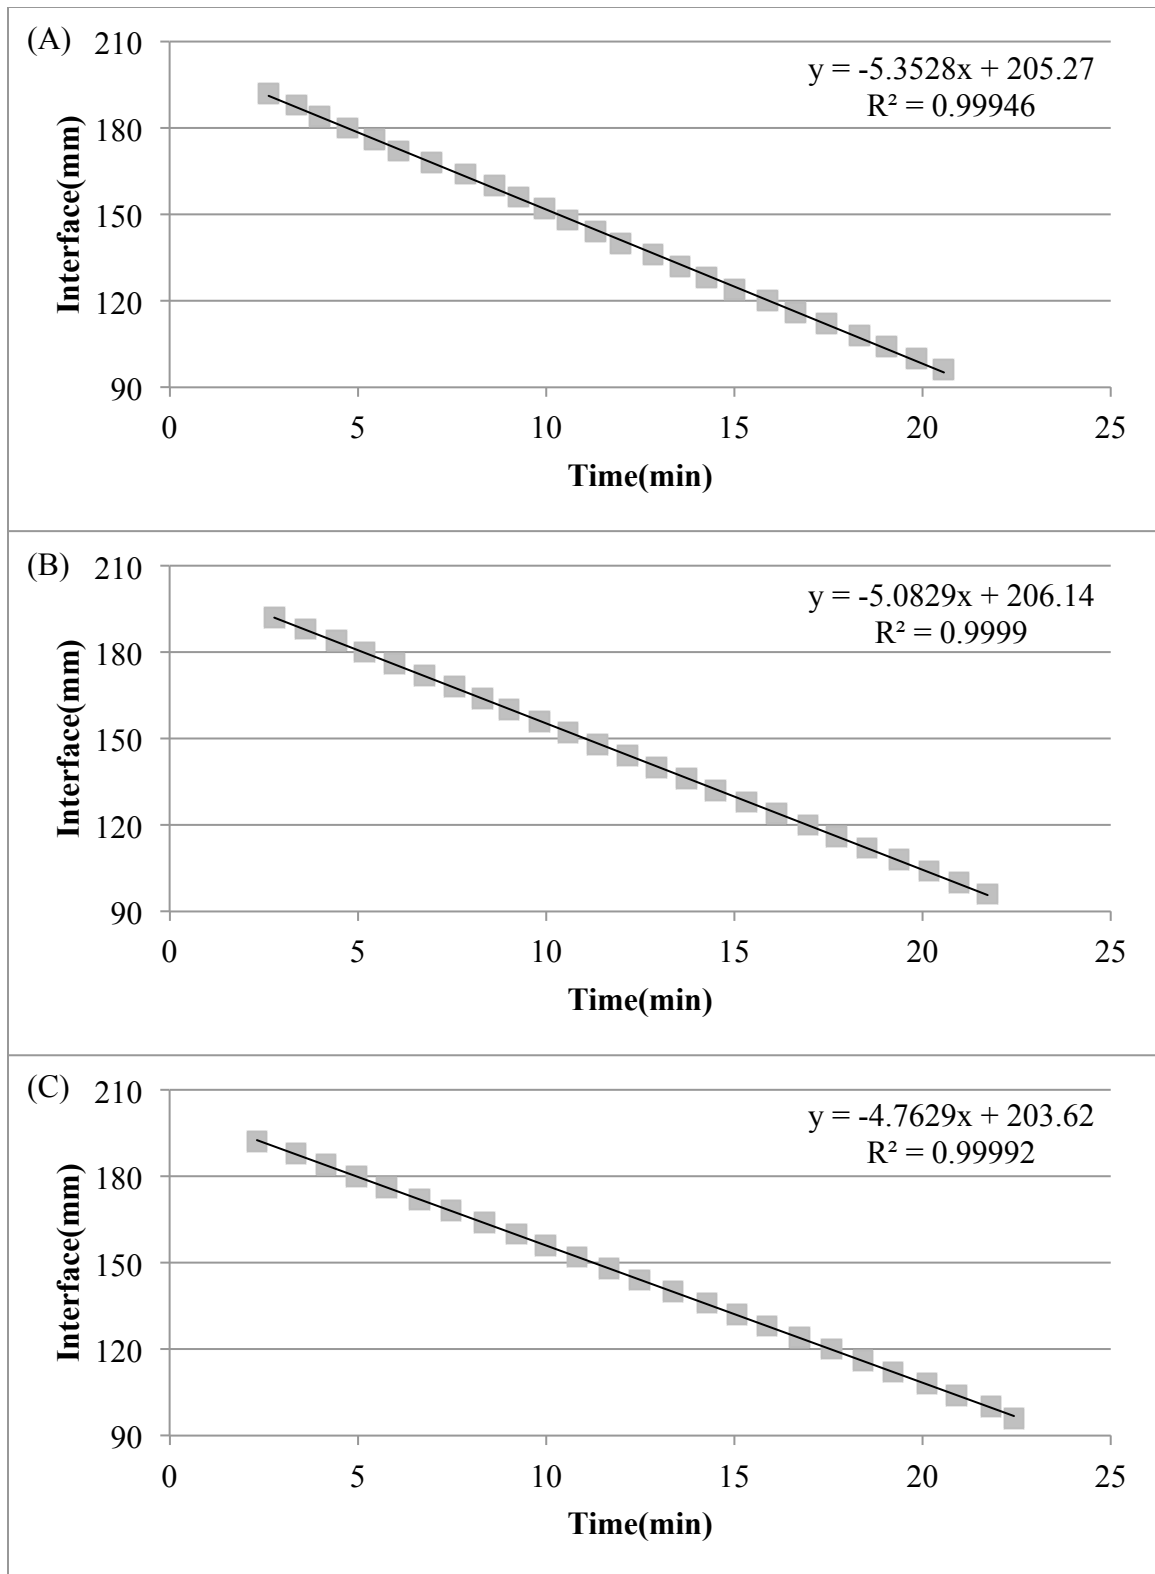 (A)
210
180
150
120
90
Interface(mm)
y = -5.3528x + 205.27
R² = 0.99946
0 5 10 15 20 25
Time(min)
(B)
210
180
150
120
90
Interface(mm)
y = -5.0829x + 206.14
R² = 0.9999
0 5 10 15 20 25
Time(min)
(C)
210
180
150
120
90
Interface(mm)
y = -4.7629x + 203.62
R² = 0.99992
0 5 10 15 20 25
Time(min)